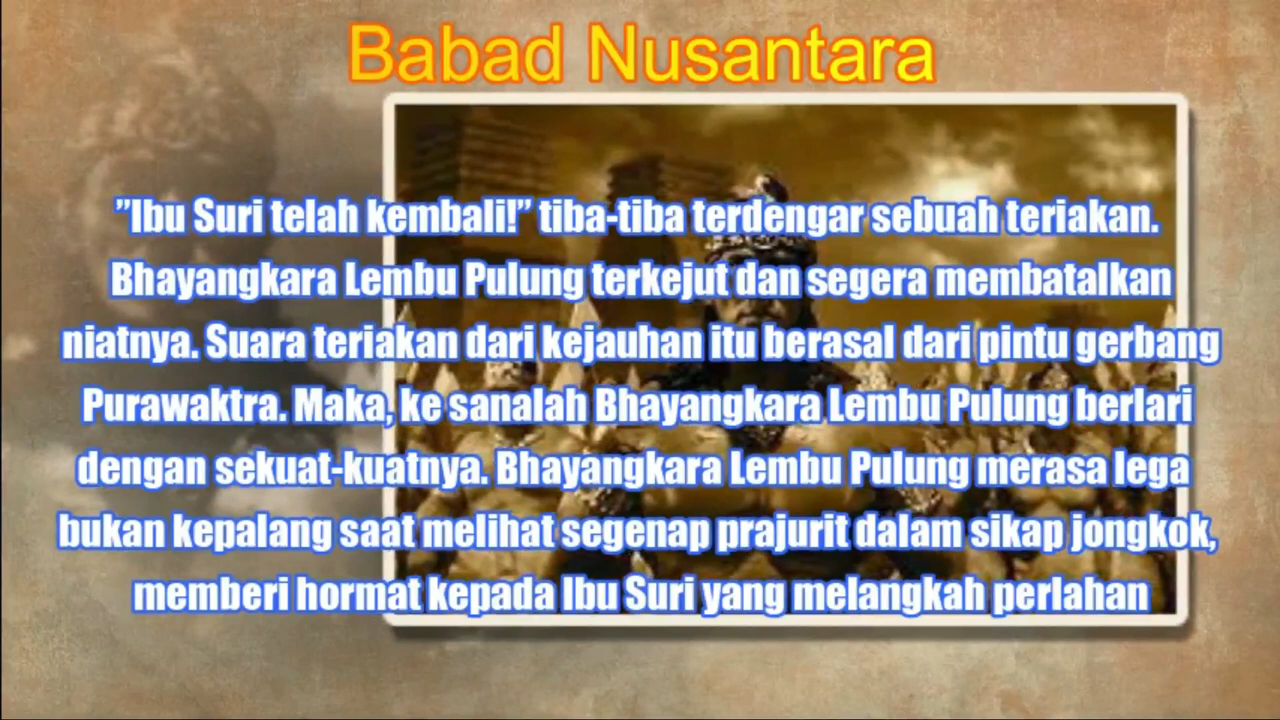 Babad Nusantara
”Ibu Suri telah kembali!” tiba-tiba terdengar sebuah teriakan.
Bhayangkara Lembu Pulung terkejut dan segera membatalkan
niatnya. Suara teriakan dari kejauhan itu berasal dari pintu gerbang
Purawaktra. Maka, ke sanalah Bhayangkara Lembu Pulung berlari
dengan sekuat-kuatnya. Bhayangkara Lembu Pulung merasa lega
bukan kepalang saat melihat segenap prajurit dalam sikap jongkok,
memberi hormat kepada Ibu Suri yang melangkah perlahan